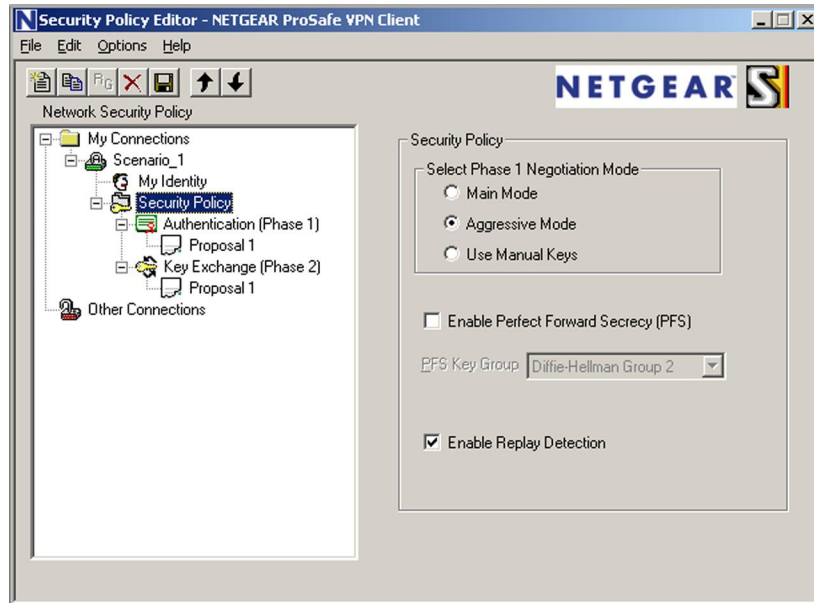 Security Policy Editor - NETGEAR ProSafe VPN Client
File Edit Options Help
RG
NETGEAR S
Network Security Policy
My Connections
Scenario_1
My Identity
Security Policy
Authentication (Phase 1)
Proposal 1
Key Exchange (Phase 2)
Proposal 1
Other Connections
Security Policy
Select Phase 1 Negotiation Mode
Main Mode
Aggressive Mode
Use Manual Keys
Enable Perfect Forward Secrecy (PFS)
PFS Key Group Diffie-Hellman Group 2
Enable Replay Detection